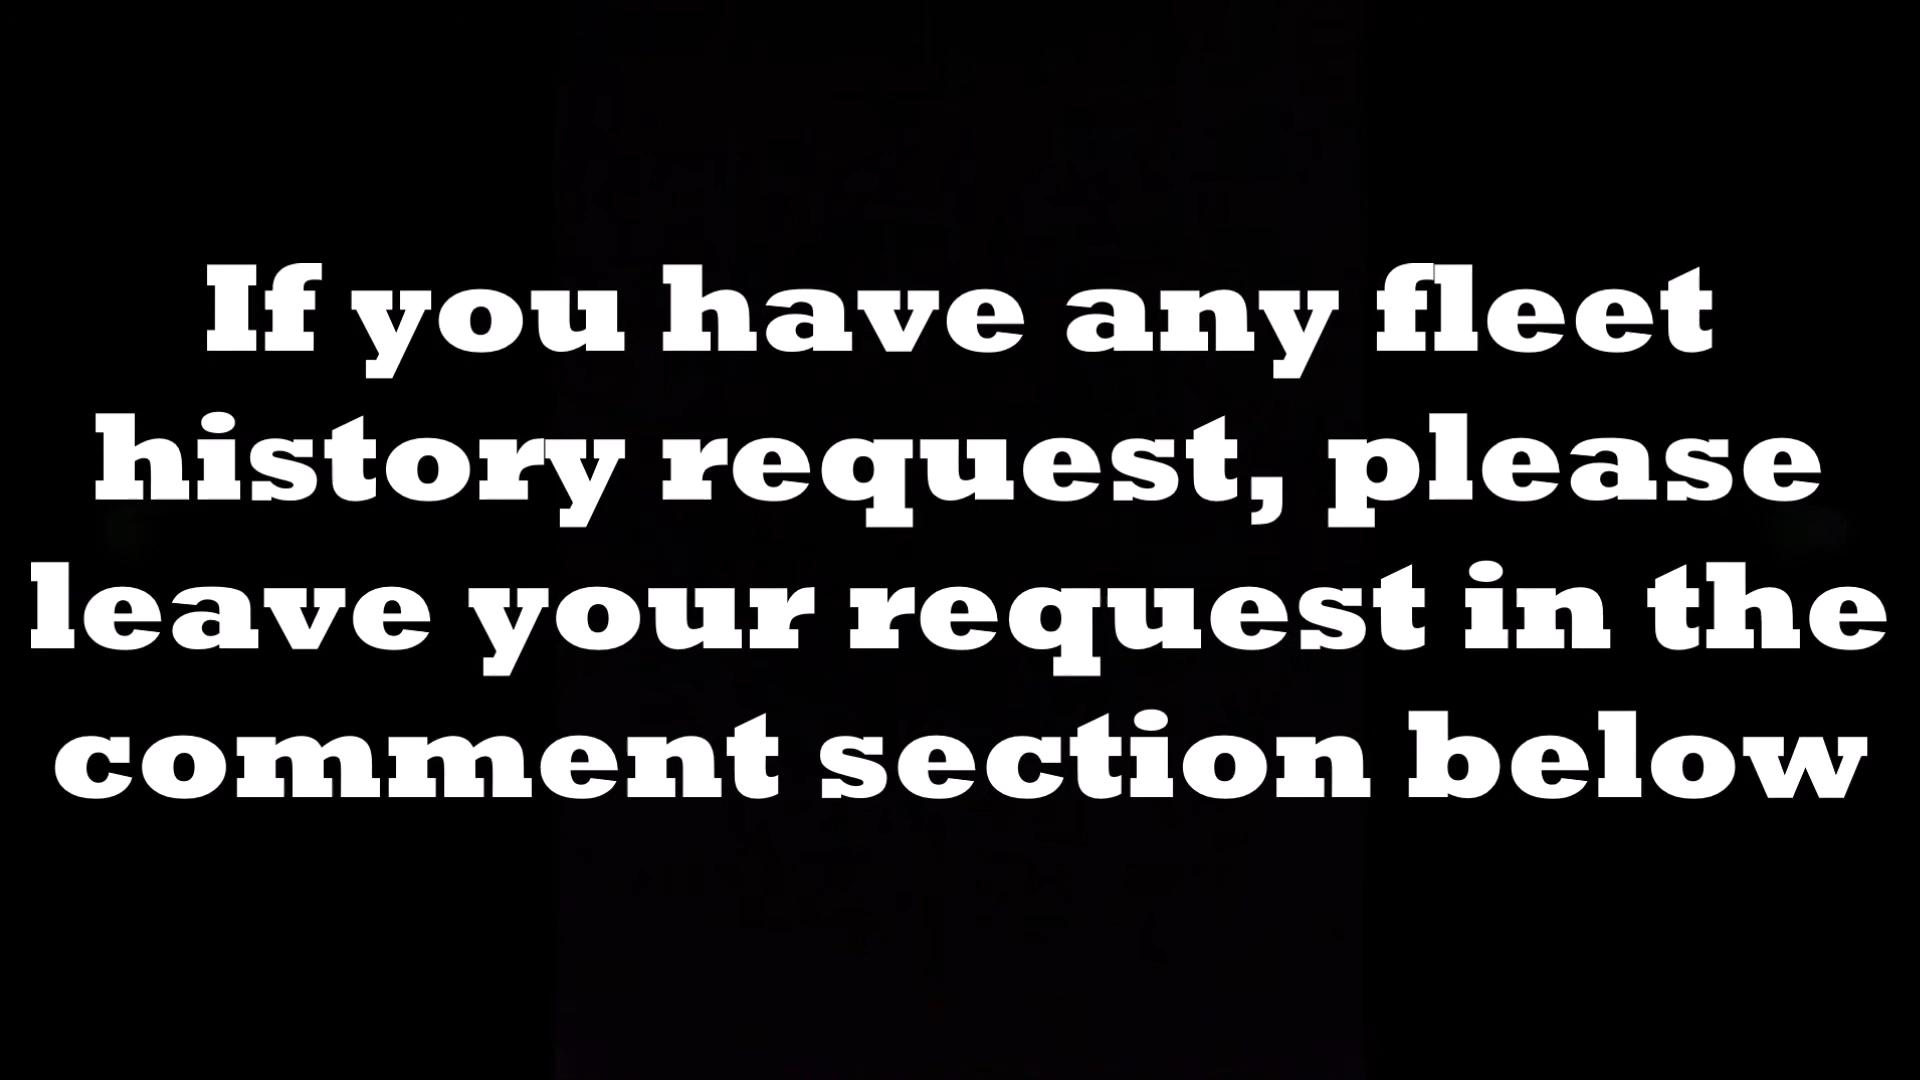 If you have any fleet
history request, please
leave your request in the
comment section below